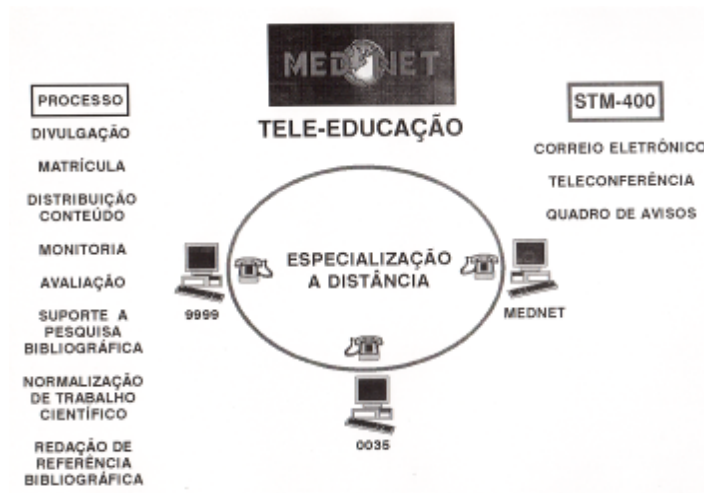 MEDNET
TELE-EDUCAÇÃO
PROCESSO
DIVULGAÇÃO
MATRÍCULA
DISTRIBUIÇÃO
CONTEÚDO
MONITORIA
AVALIAÇÃO
SUPORTE A
PESQUISA
BIBLIOGRÁFICA
NORMALIZAÇÃO
DE TRABALHO
CIENTÍFICO
REDAÇÃO DE
REFERÊNCIA
BIBLIOGRÁFICA
ESPECIALIZAÇÃO
A DISTÂNCIA
9999
0035
MEDNET
STM-400
CORREIO ELETRÔNICO
TELECONFERÊNCIA
QUADRO DE AVISOS